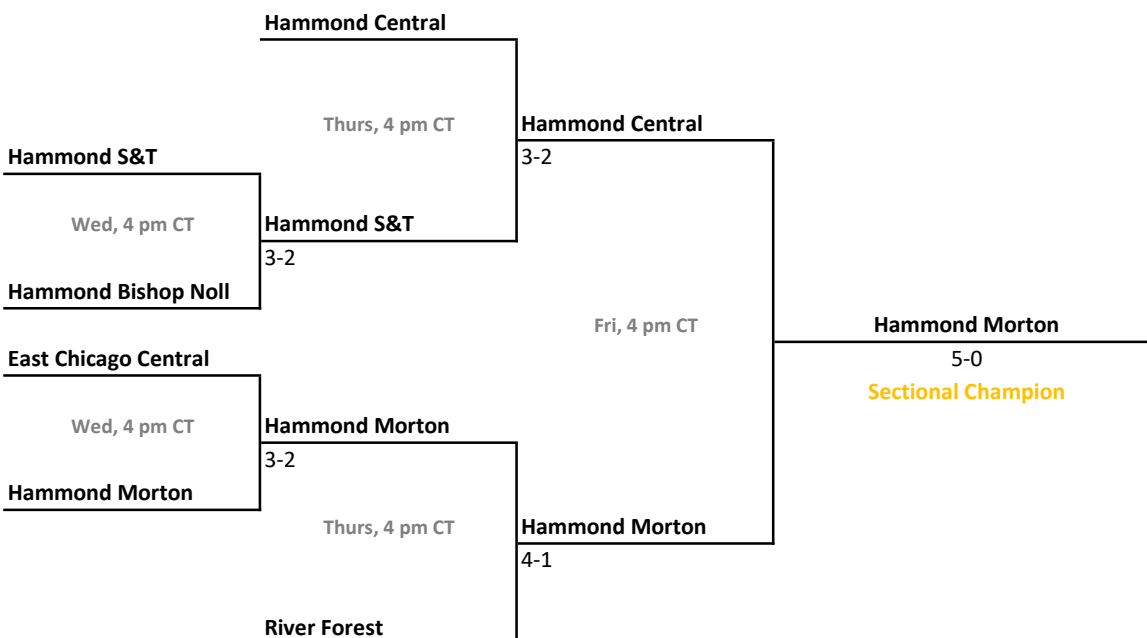 Hammond Central
Thurs, 4 pm CT
Hammond Central
3-2
Hammond S&T
Wed, 4 pm CT
Hammond S&T
3-2
Hammond Bishop Noll
Fri, 4 pm CT
Hammond Morton
5-0
Sectional Champion
East Chicago Central
Wed, 4 pm CT
Hammond Morton
3-2
Hammond Morton
Thurs, 4 pm CT
Hammond Morton
4-1
River Forest